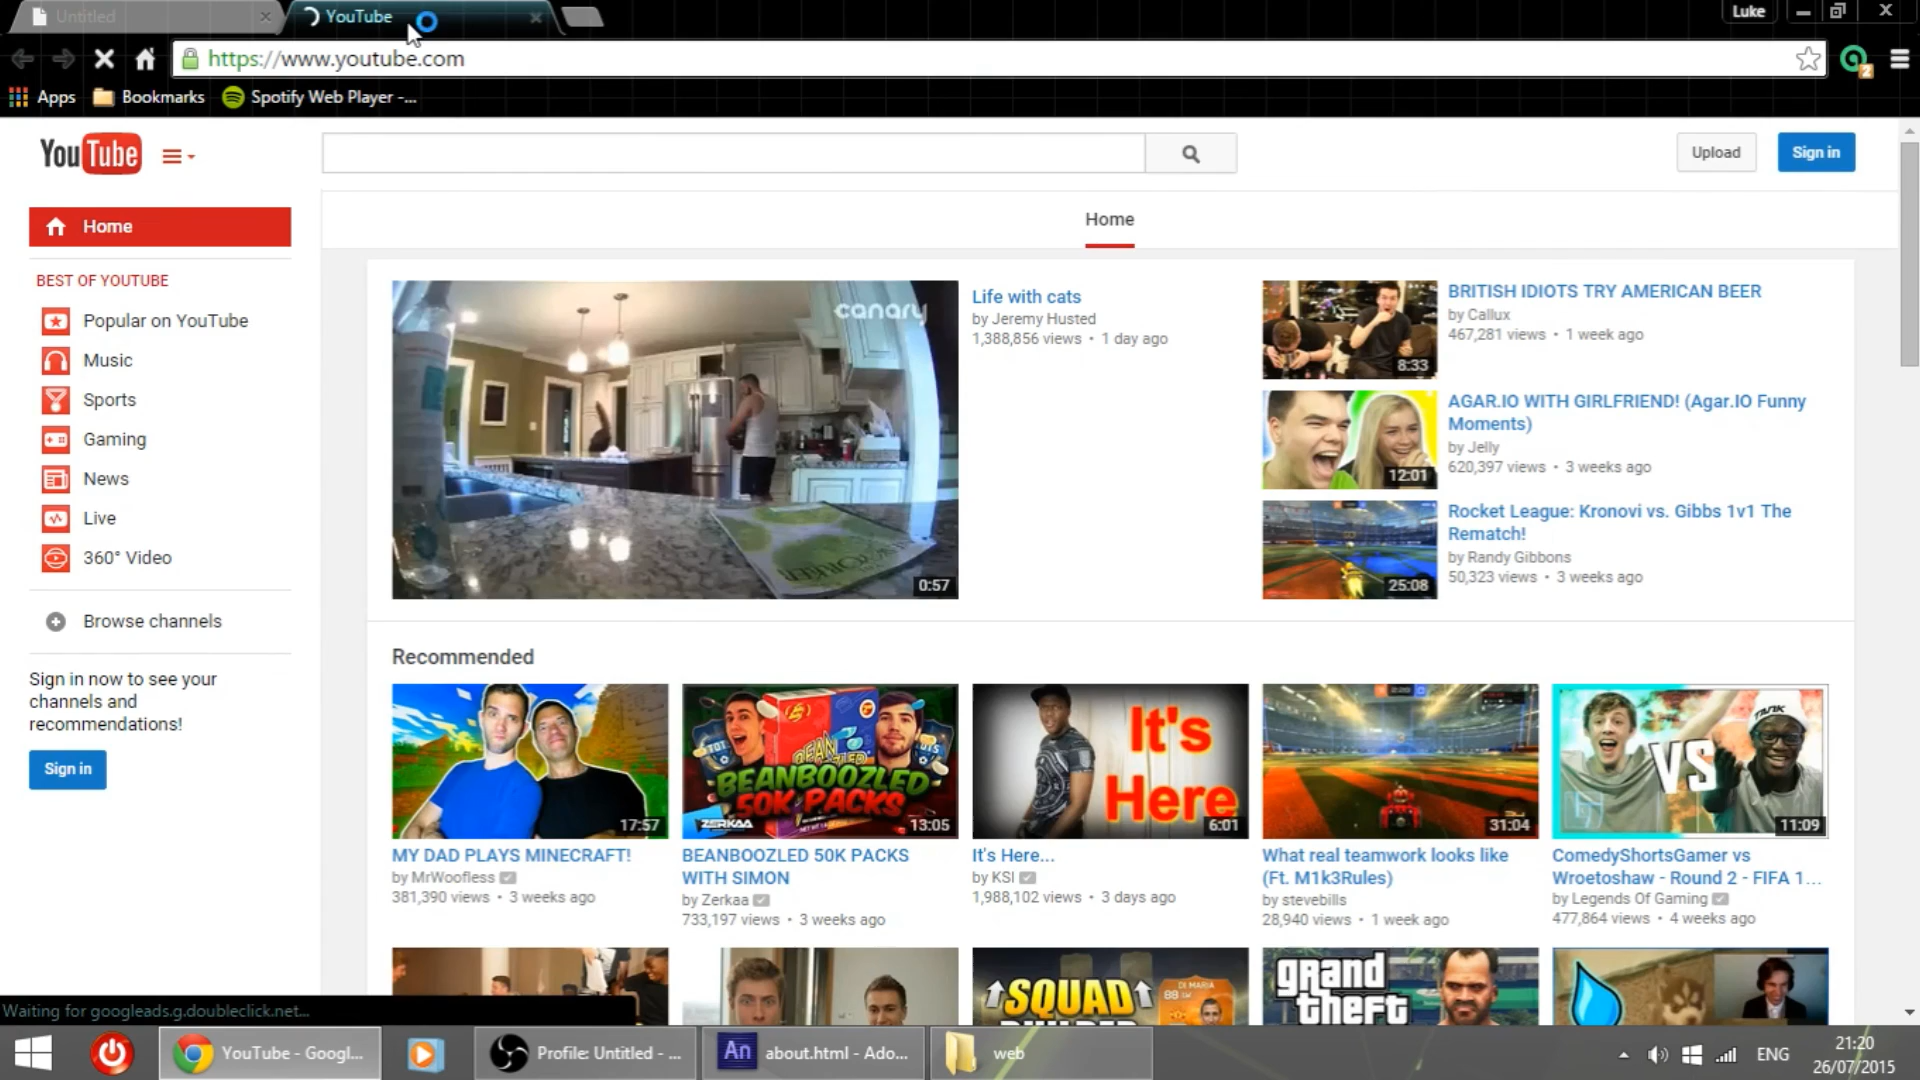 Untitled
YouTube
Luke
https://www.youtube.com
2
Apps
Bookmarks
Spotify Web Player -...
YouTube
Upload
Sign in
Home
Home
BEST OF YOUTUBE
Popular on YouTube
Music
Sports
Gaming
News
Live
360° Video
Browse channels
Sign in now to see your
channels and
recommendations!
Sign in
canary
0:57
Life with cats
by Jeremy Husted
1,388,856 views • 1 day ago
8:33
BRITISH IDIOTS TRY AMERICAN BEER
by Callux
467,281 views • 1 week ago
12:01
AGAR.IO WITH GIRLFRIEND! (Agar.IO Funny
Moments)
by Jelly
620,397 views • 3 weeks ago
25:08
Rocket League: Kronovi vs. Gibbs 1v1 The
Rematch!
by Randy Gibbons
50,323 views • 3 weeks ago
Recommended
17:57
MY DAD PLAYS MINECRAFT!
by MrWoofless
381,390 views • 3 weeks ago
BEAN
BOOZLED
BEANBOOZLED
50K PACKS
ZERKAA
13:05
BEANBOOZLED 50K PACKS
WITH SIMON
by Zerkaa
733,197 views • 3 weeks ago
It's
Here
6:01
It's Here...
by KSI
1,988,102 views • 3 days ago
31:04
What real teamwork looks like
(Ft. M1k3Rules)
by stevebills
28,940 views • 1 week ago
TANK
VS
11:09
ComedyShortsGamer vs
Wroetoshaw - Round 2 - FIFA 1...
by Legends Of Gaming
477,864 views • 4 weeks ago
SQUAD
BUILDER
DI MARIA
88
grand
theft
Waiting for googleads.g.doubleclick.net...
YouTube - Googl...
Profile: Untitled - ...
An
about.html - Ado...
web
ENG
21:20
26/07/2015